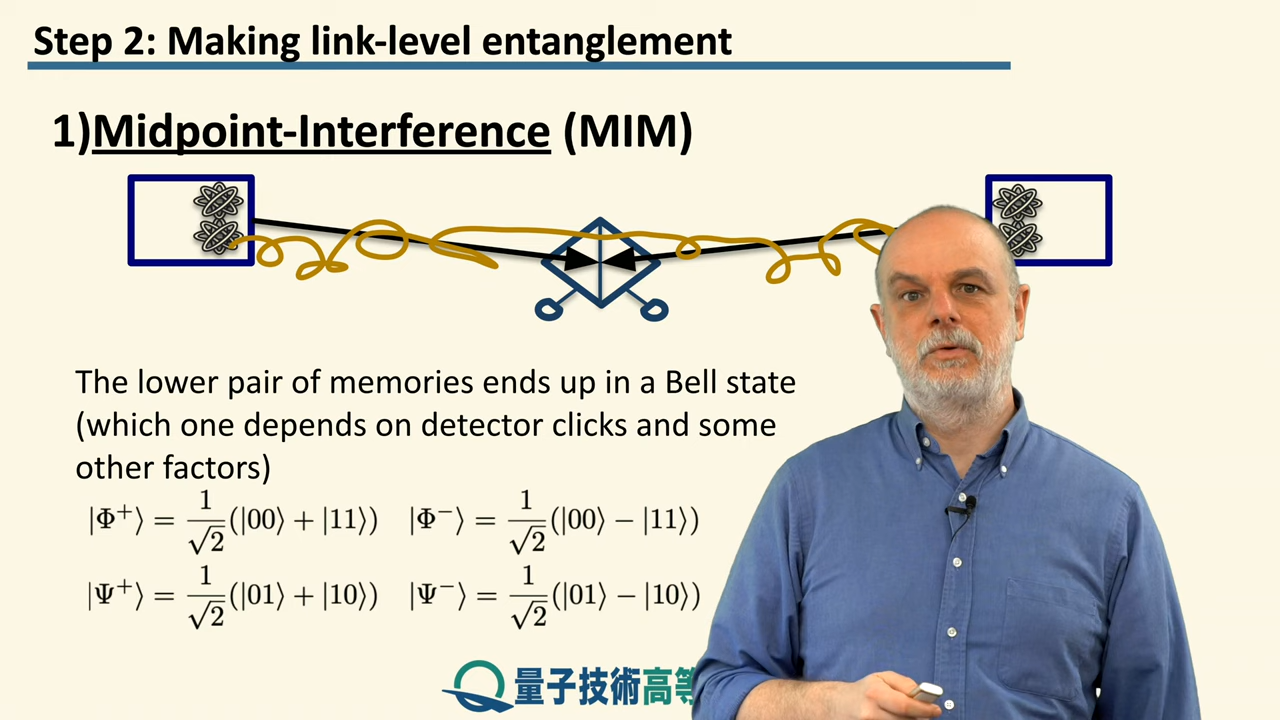 Step 2: Making link-level entanglement
1)Midpoint-Interference (MIM)
The lower pair of memories ends up in a Bell state
(which one depends on detector clicks and some
other factors)
|Φ⁺⟩ = 1/√2(|00⟩ + |11⟩) |Φ⁻⟩ = 1/√2(|00⟩ − |11⟩)
|Ψ⁺⟩ = 1/√2(|01⟩ + |10⟩) |Ψ⁻⟩ = 1/√2(|01⟩ − |10⟩)
量子技術高等